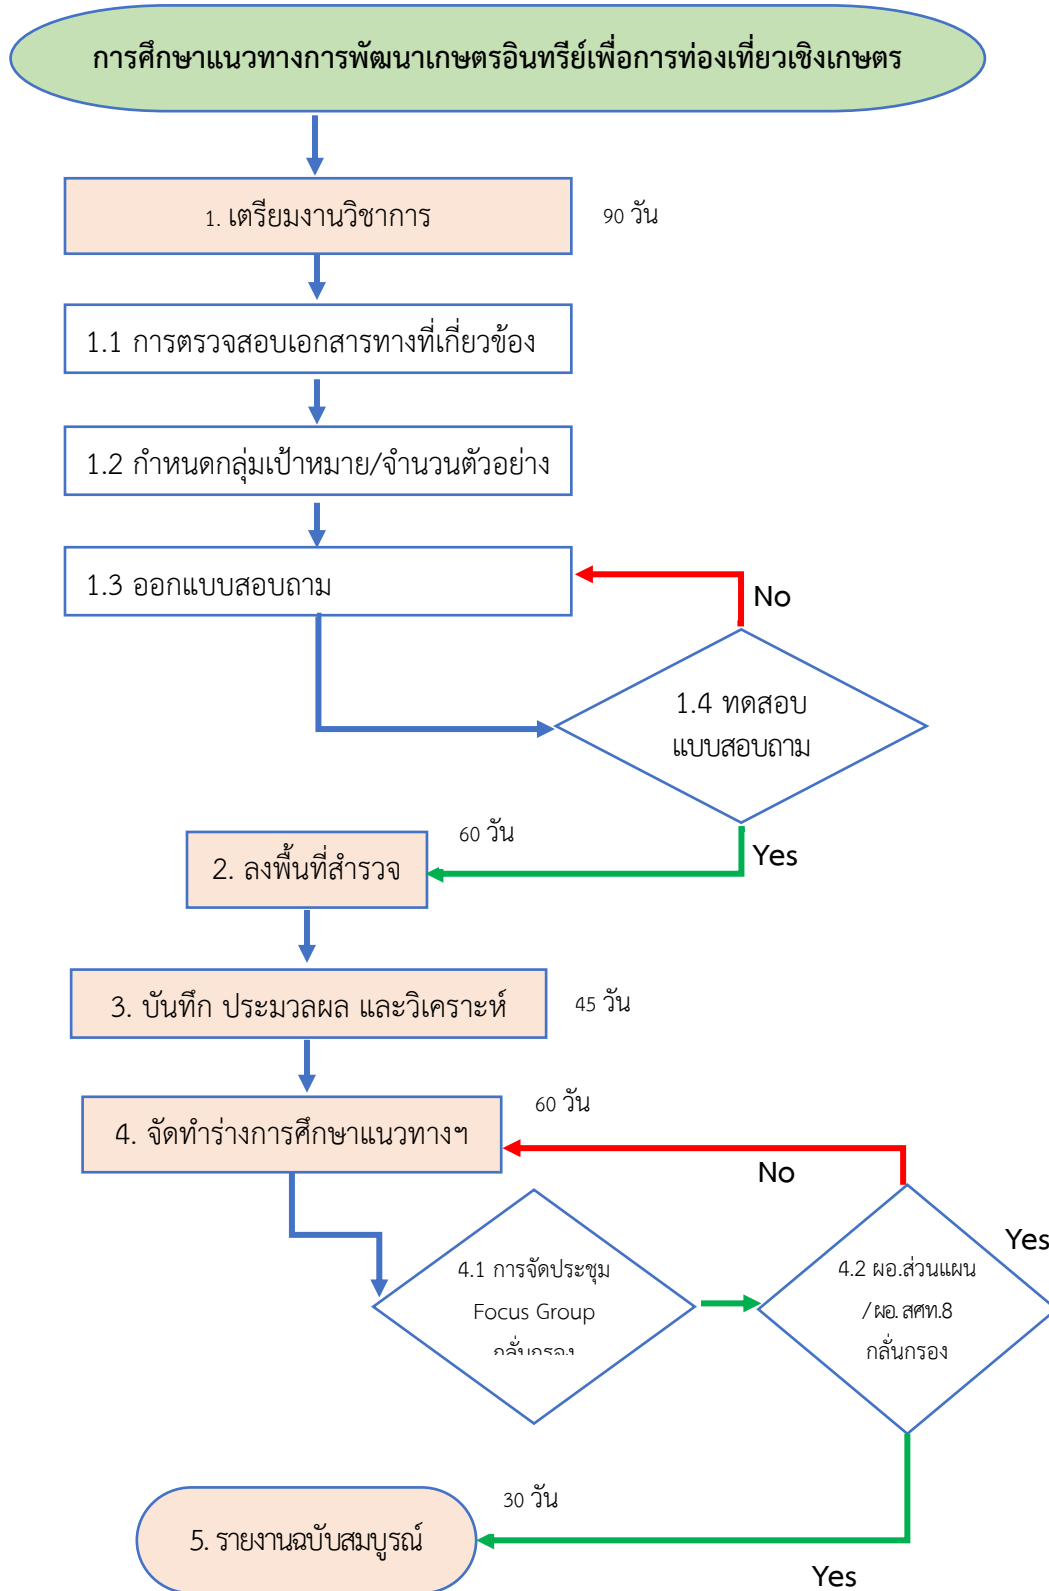 การศึกษาแนวทางการพัฒนาเกษตรอินทรีย์เพื่อการท่องเที่ยวเชิงเกษตร
1. เตรียมงานวิชาการ
90 วัน
1.1 การตรวจสอบเอกสารทางที่เกี่ยวข้อง
1.2 กำหนดกลุ่มเป้าหมาย/จำนวนตัวอย่าง
1.3 ออกแบบสอบถาม
No
1.4 ทดสอบ
แบบสอบถาม
60 วัน
Yes
2. ลงพื้นที่สำรวจ
3. บันทึก ประมวลผล และวิเคราะห์
45 วัน
60 วัน
4. จัดทำร่างการศึกษาแนวทางฯ
No
Yes
4.1 การจัดประชุม
Focus Group
กลั่นกรอง
4.2 ผอ.ส่วนแผน
/ผอ. สศท.8
กลั่นกรอง
30 วัน
5. รายงานฉบับสมบูรณ์
Yes